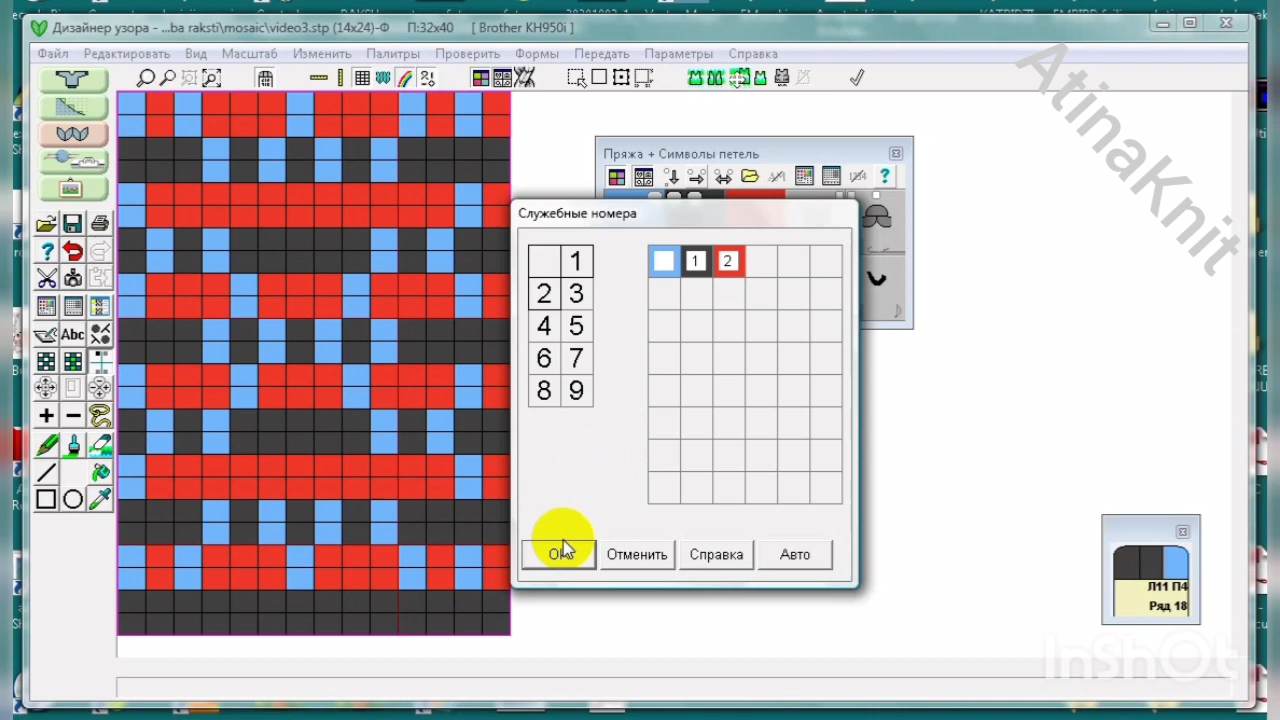 Дизайнер узора - ...ba raksti\mosaic\video3.stp (14x24)-Ф П:32x40 [ Brother KH950i ]
Файл Редактировать Вид Масштаб Изменить Палитры Проверить Формы Передать Параметры Справка
AtinaKnit
Пряжа + Символы петель
Служебные номера
1
2 3
4 5
6 7
8 9
1 2
Abc
Отменить Справка Авто
Л11 П4
Ряд 18
InShOt